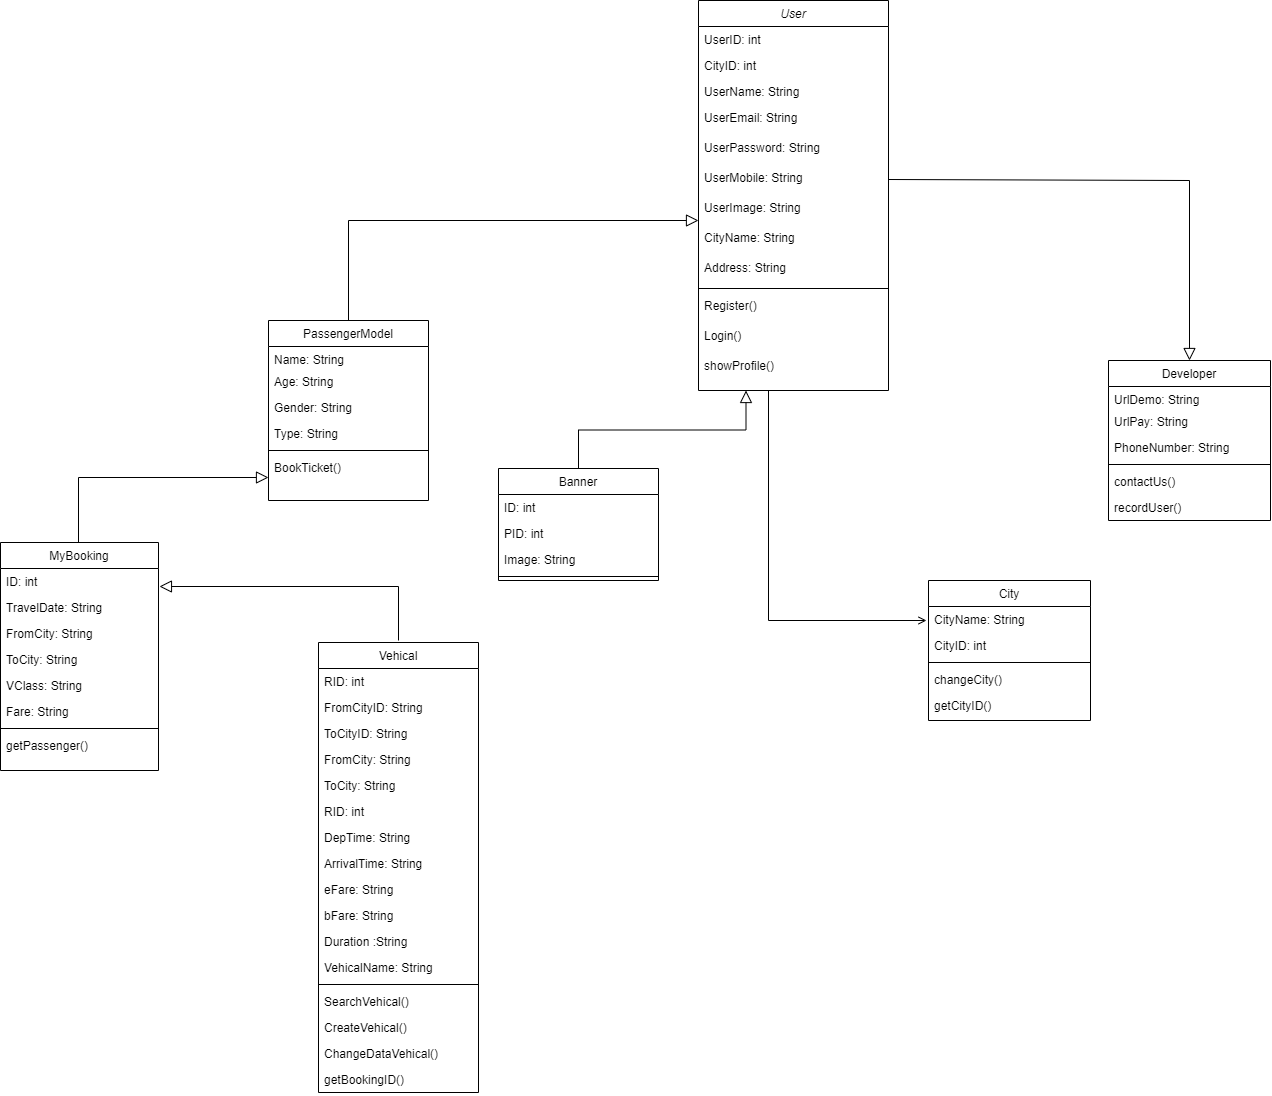 User
UserID: int
CityID: int
UserName: String
UserEmail: String
UserPassword: String
UserMobile: String
UserImage: String
CityName: String
Address: String
Register()
Login()
showProfile()
PassengerModel
Name: String
Age: String
Gender: String
Type: String
BookTicket()
Developer
UrlDemo: String
UrlPay: String
PhoneNumber: String
contactUs()
recordUser()
Banner
ID: int
PID: int
Image: String
MyBooking
ID: int
TravelDate: String
FromCity: String
ToCity: String
VClass: String
Fare: String
getPassenger()
City
CityName: String
CityID: int
changeCity()
getCityID()
Vehical
RID: int
FromCityID: String
ToCityID: String
FromCity: String
ToCity: String
RID: int
DepTime: String
ArrivalTime: String
eFare: String
bFare: String
Duration :String
VehicalName: String
SearchVehical()
CreateVehical()
ChangeDataVehical()
getBookingID()